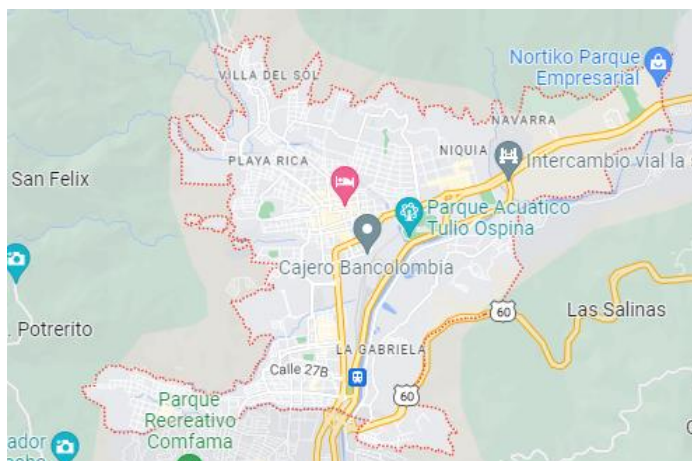 Nortiko Parque
Empresarial
VILLA DEL SOL
NAVARRA
NIQUIA
PLAYA RICA
Intercambio vial la
San Felix
Parque Acuático
Tulio Ospina
Cajero Bancolombia
60
Las Salinas
Potrerito
LA GABRIELA
Calle 27B
60
Parque
Recreativo
Comfama